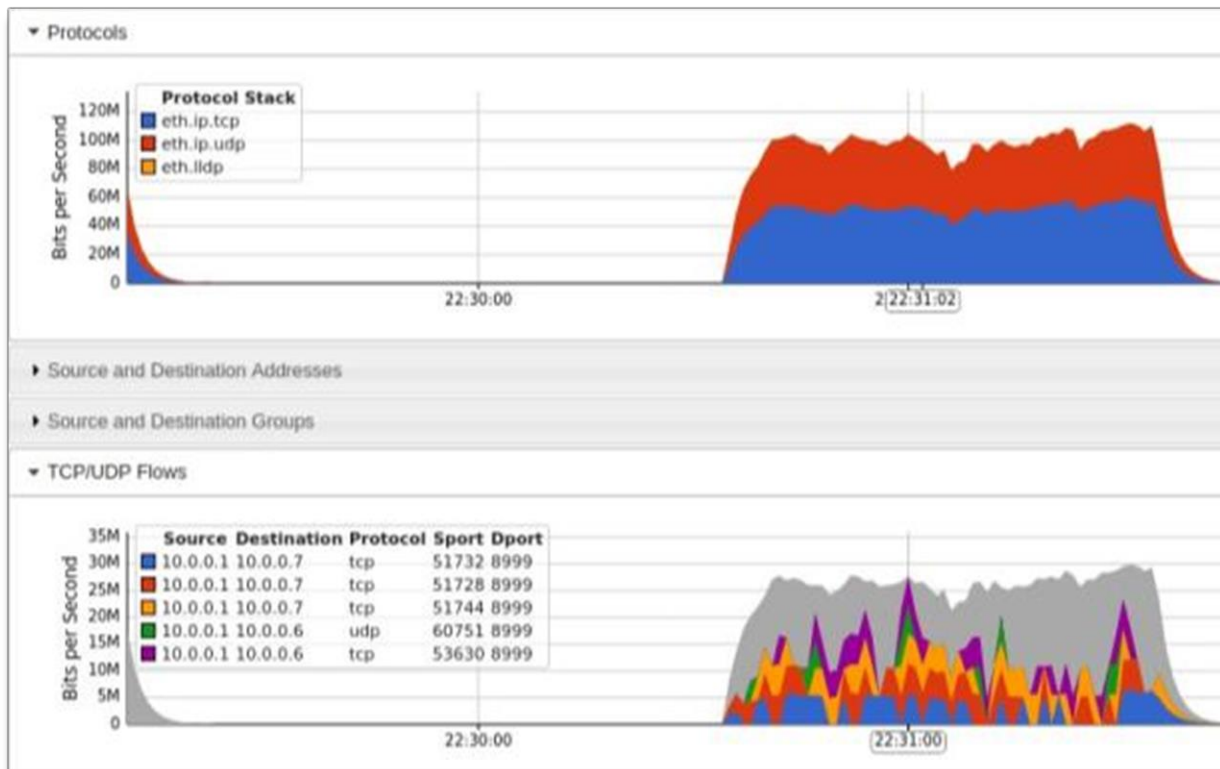 Protocols
Protocol Stack
eth.ip.tcp
eth.ip.udp
eth.lldp
120M
100M
80M
60M
40M
20M
0
Bits per Second
22:30:00
2
22:31:02
Source and Destination Addresses
Source and Destination Groups
TCP/UDP Flows
35M
30M
25M
20M
15M
10M
5M
0
Bits per Second
Source Destination Protocol Sport Dport
10.0.0.1 10.0.0.7 tcp 51732 8999
10.0.0.1 10.0.0.7 tcp 51728 8999
10.0.0.1 10.0.0.7 tcp 51744 8999
10.0.0.1 10.0.0.6 udp 60751 8999
10.0.0.1 10.0.0.6 tcp 53630 8999
22:30:00
22:31:00